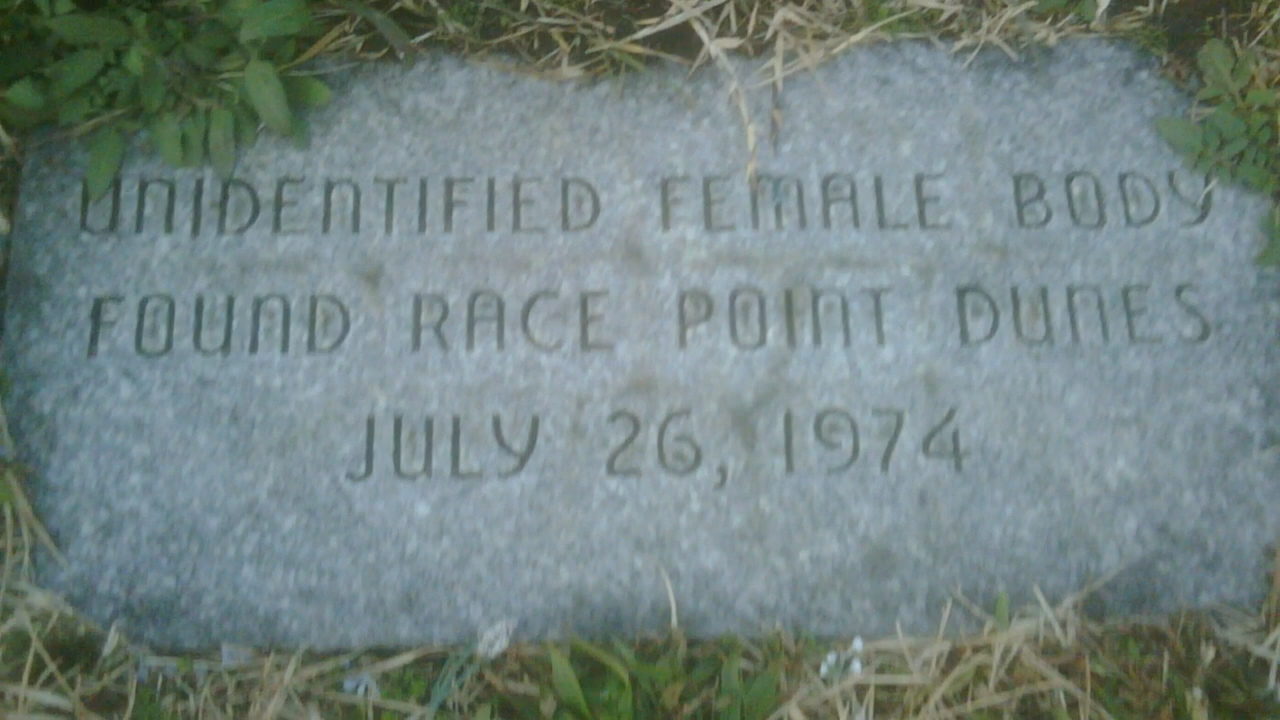 UNIDENTIFIED FEMALE BODY
FOUND RACE POINT DUNES
JULY 26, 1974